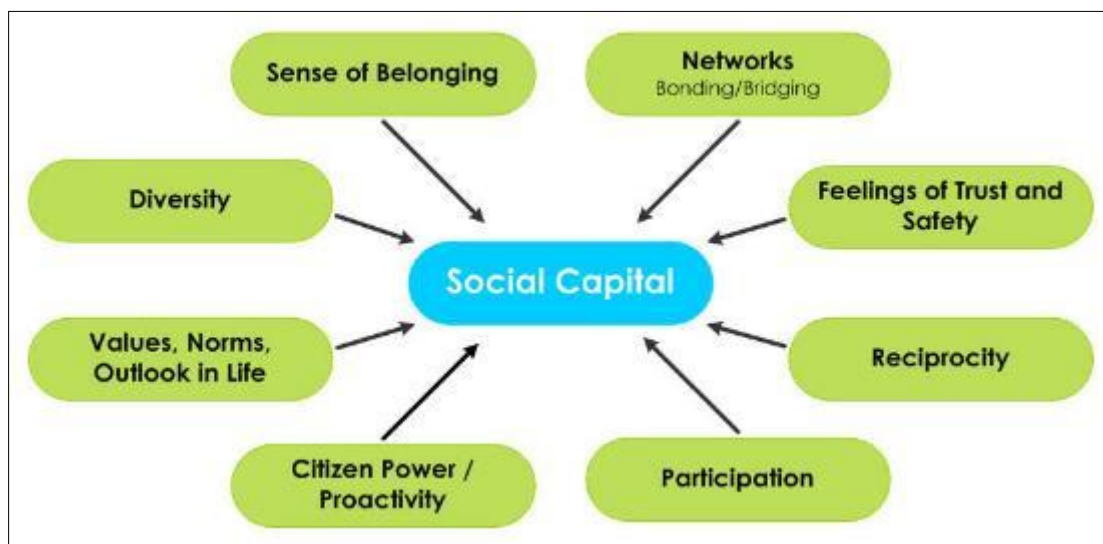 Sense of Belonging
Networks
Bonding/Bridging
Diversity
Feelings of Trust and
Safety
Social Capital
Values, Norms,
Outlook in Life
Reciprocity
Citizen Power /
Proactivity
Participation